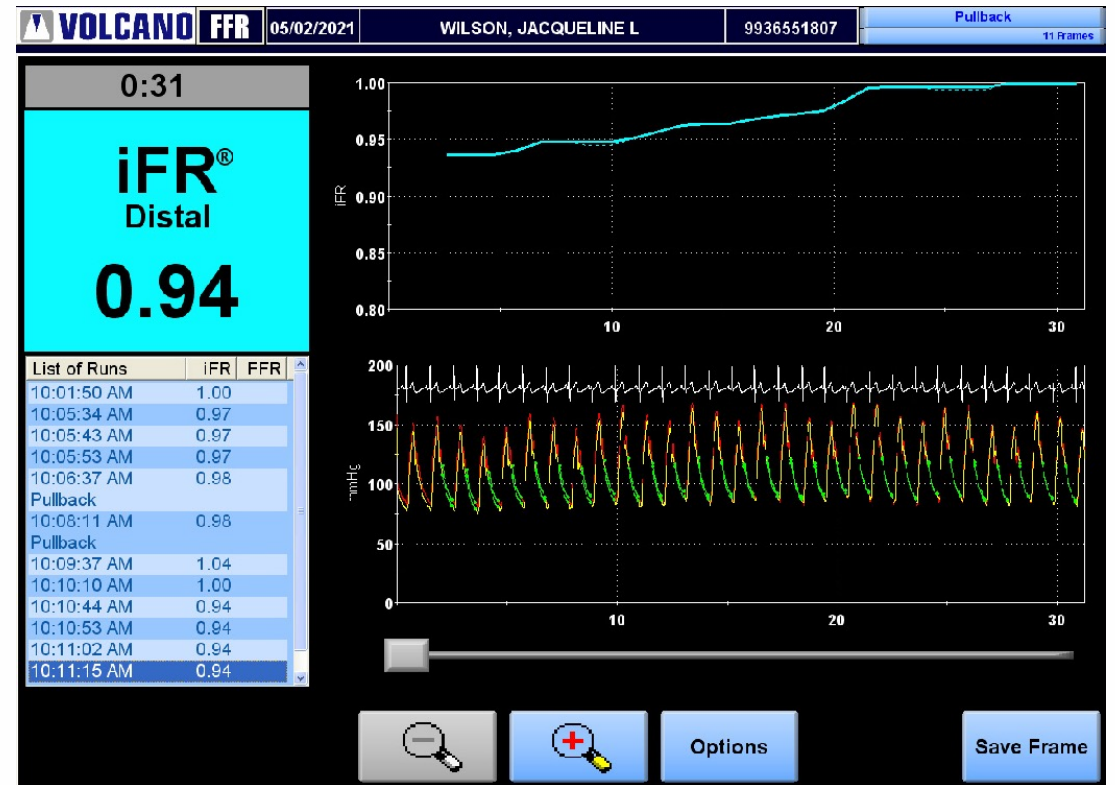 VOLCANO FFR 05/02/2021 WILSON, JACQUELINE L 9936551807 Pullback
11 Frames
0:31
iFR®
Distal
0.94
List of Runs iFR FFR
10:01:50 AM 1.00
10:05:34 AM 0.97
10:05:43 AM 0.97
10:05:53 AM 0.97
10:06:37 AM 0.98
Pullback
10:08:11 AM 0.98
Pullback
10:09:37 AM 1.04
10:10:10 AM 1.00
10:10:44 AM 0.94
10:10:53 AM 0.94
10:11:02 AM 0.94
10:11:15 AM 0.94
1.00
0.95
iFR
0.90
0.85
0.80
10 20 30
200
150
mmHg
100
50
0
10 20 30
Options
Save Frame